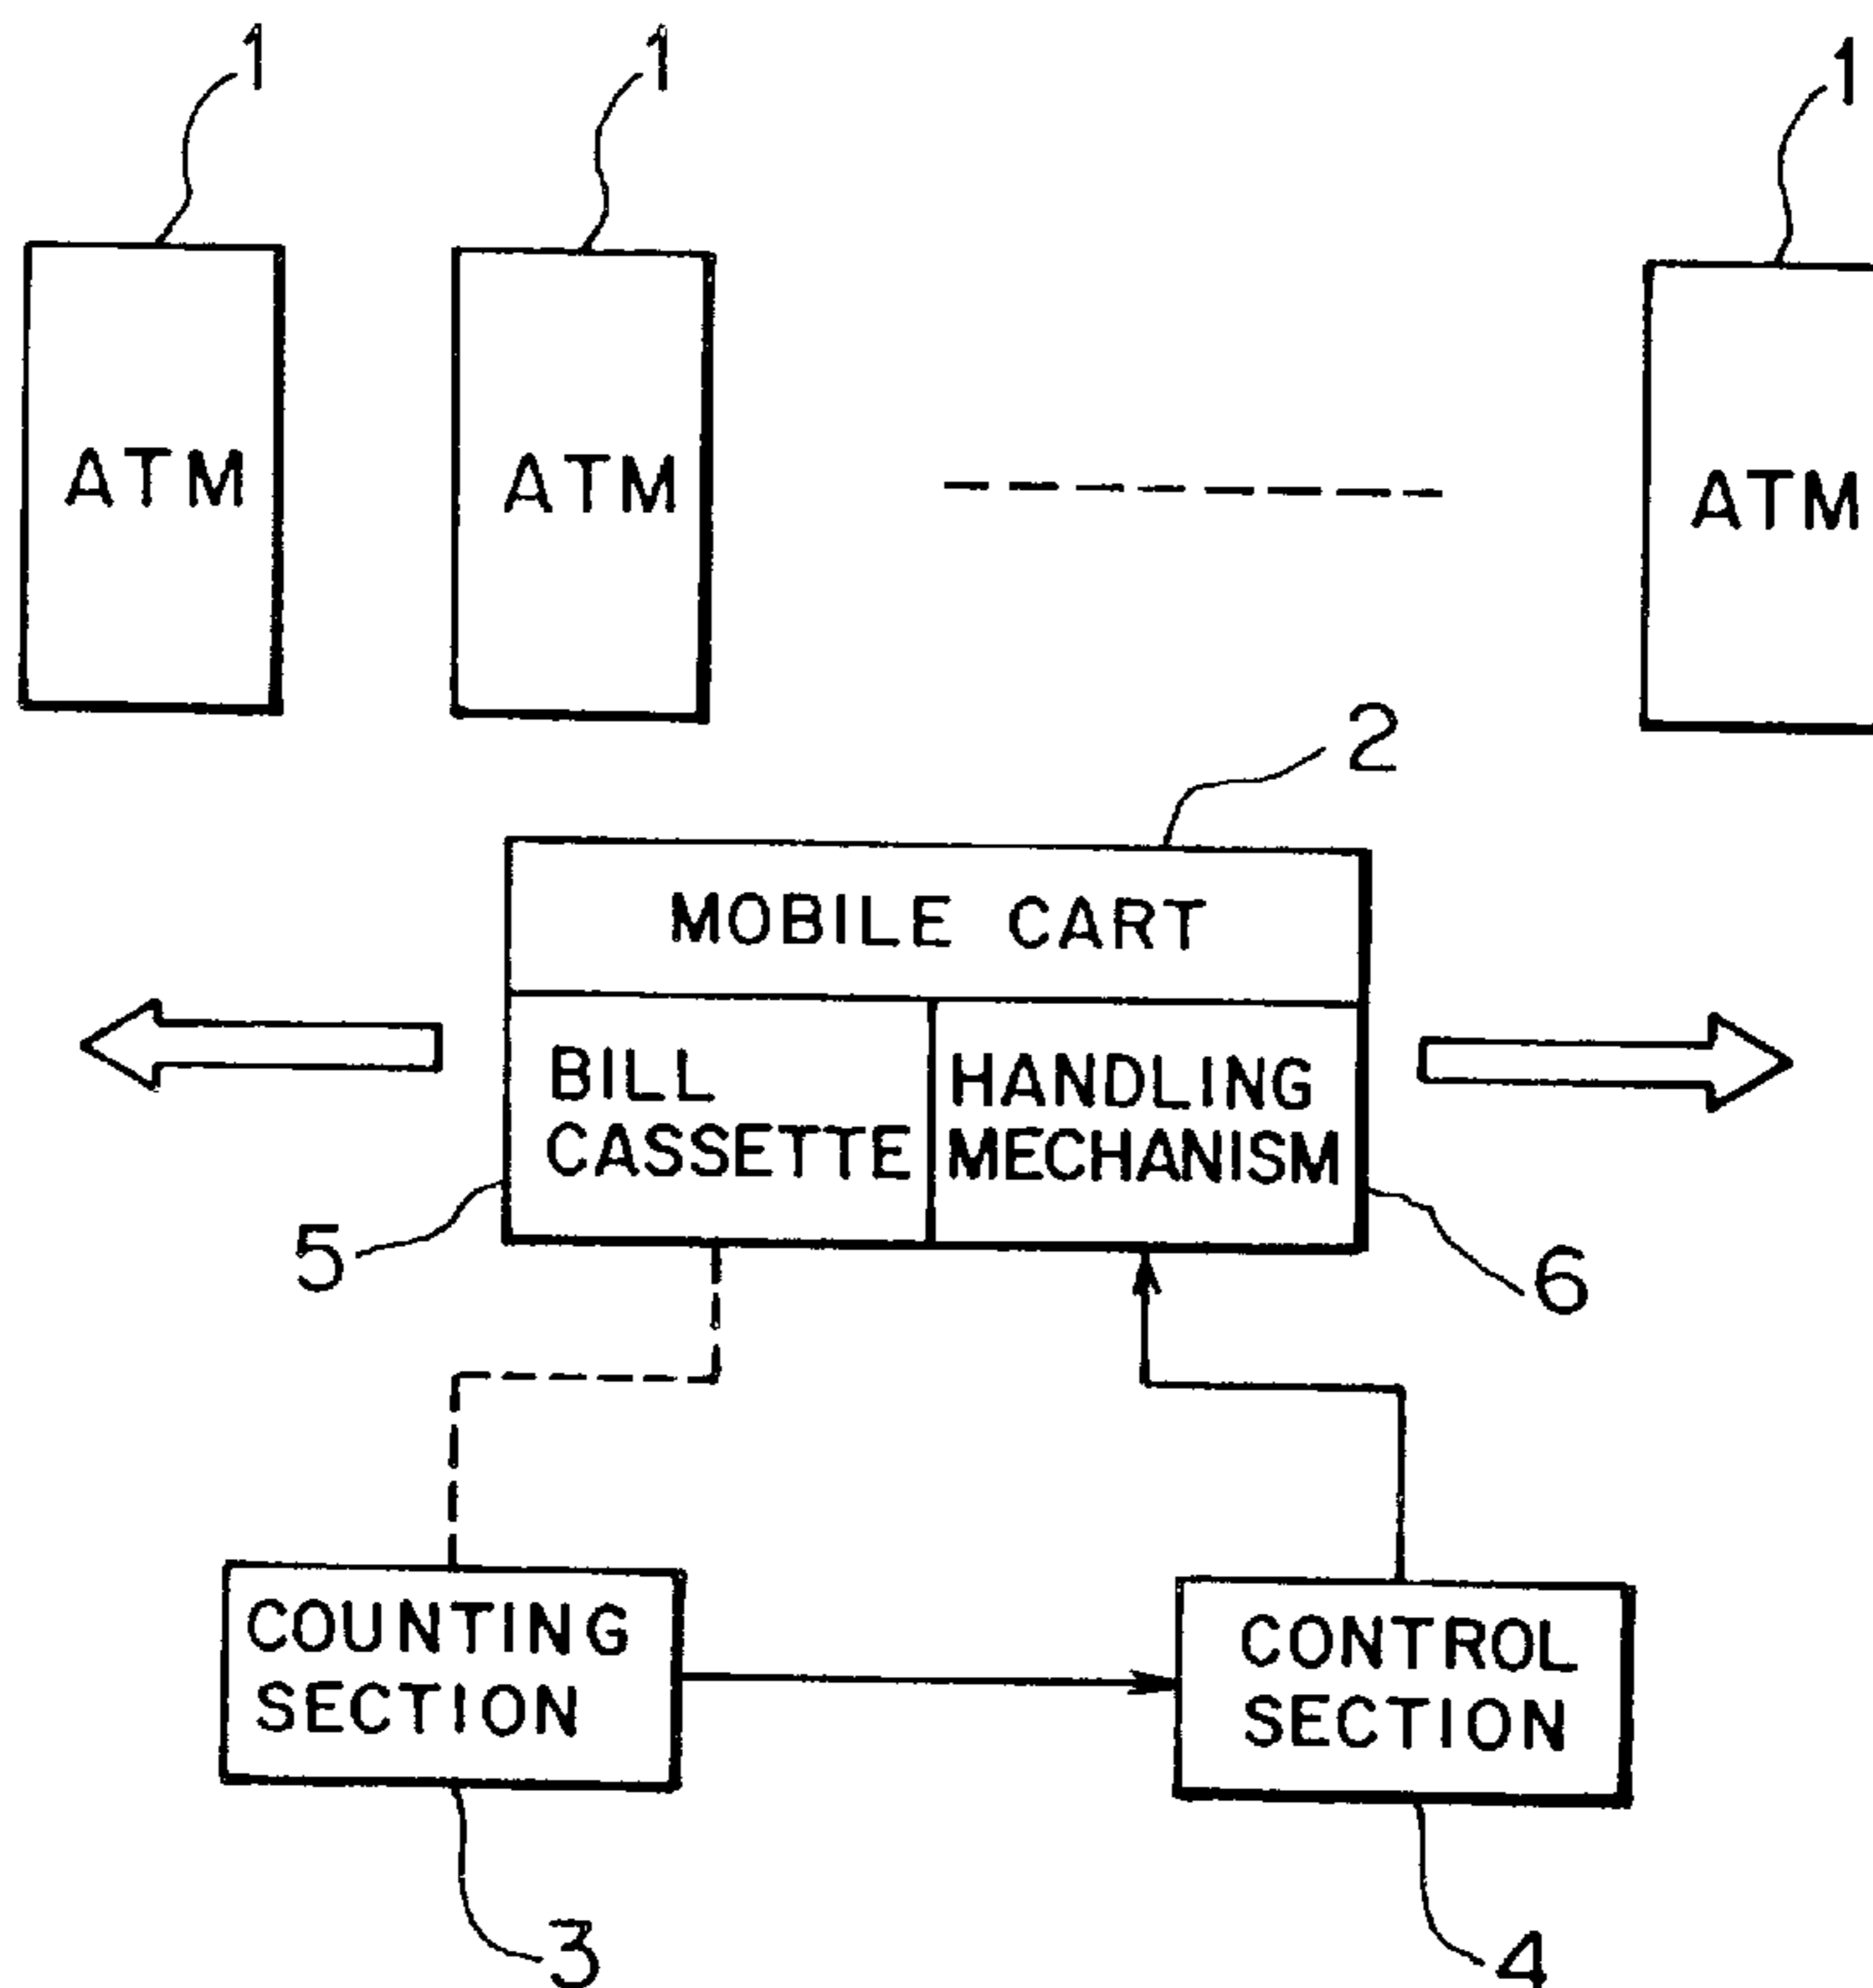 1 1 1
ATM ATM ATM
2
MOBILE CART
BILL
CASSETTE
HANDLING
MECHANISM
5 6
COUNTING
SECTION
CONTROL
SECTION
3 4